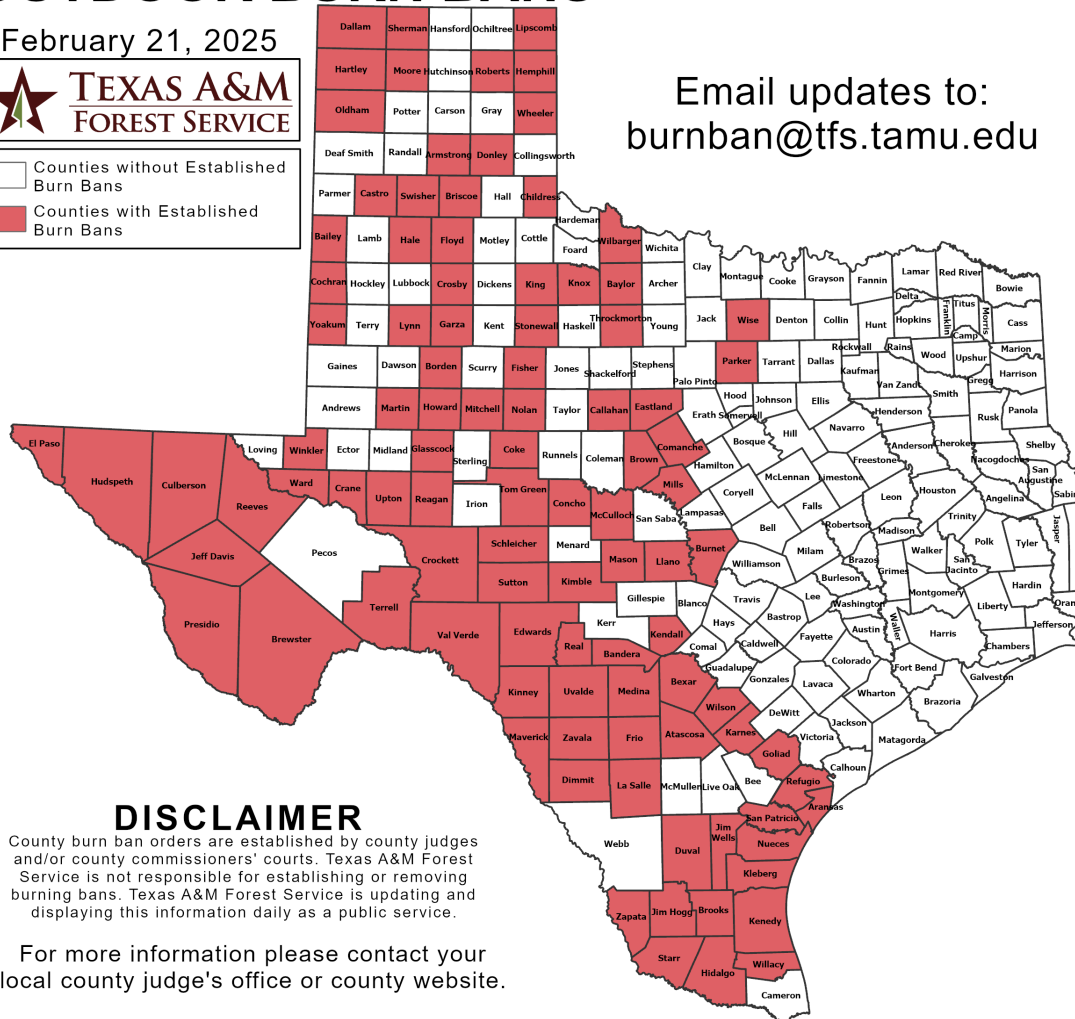 February 21, 2025
TEXAS A&M
FOREST SERVICE
Counties without Established
Burn Bans
Counties with Established
Burn Bans
Email updates to:
burnban@tfs.tamu.edu
Dallam Sherman Hansford Ochiltree Lipscomb
Hartley Moore Hutchinson Roberts Hemphill
Oldham Potter Carson Gray Wheeler
Deaf Smith Randall Armstrong Donley Collingsworth
Parmer Castro Swisher Briscoe Hall Childress
Hardeman
Bailey Lamb Hale Floyd Motley Cottle Foard Wilbarger Wichita
Clay Montague Cooke Grayson Fannin Lamar Red River Bowie
Cochran Hockley Lubbock Crosby Dickens King Knox Baylor Archer
Delta Titus Franklin Morris Camp Cass
Yoakum Terry Lynn Garza Kent Stonewall Haskell Throckmorton Young Jack Wise Denton Collin Hunt Hopkins
Rockwall Rains Wood Upshur Marion
Gaines Dawson Borden Scurry Fisher Jones Shackelford Stephens Palo Pinto Parker Tarrant Dallas Kaufman Van Zandt Smith Gregg Harrison
Andrews Martin Howard Mitchell Nolan Taylor Callahan Eastland Erath Hood Somervell Johnson Ellis Henderson Rusk Panola
El Paso Hudspeth Culberson Reeves Loving Winkler Ector Midland Glasscock Sterling Coke Runnels Coleman Brown Comanche Hamilton Bosque Hill Navarro Freestone Anderson Cherokee Nacogdoches Shelby
San
Augustine
Ward Crane Upton Reagan Irion Tom Green Concho McCulloch San Saba Mills Lampasas Coryell McLennan Limestone Leon Houston Angelina
Jeff Davis Pecos Crockett Schleicher Menard Mason Llano Burnet Bell Falls Robertson Madison Trinity Polk Tyler Jasper
Walker
San
Jacinto
Presidio Brewster Terrell Sutton Kimble Gillespie Blanco Williamson Milam Brazos Grimes Burleson Montgomery Liberty Hardin
Val Verde Edwards Kerr Kendall Hays Travis Bastrop Lee Washington Waller Austin Harris Jefferson Chambers
Real Bandera Comal Caldwell Fayette Guadalupe Gonzales Lavaca Colorado Fort Bend Galveston
Kinney Uvalde Medina Bexar Wilson DeWitt Wharton Brazoria
Maverick Zavala Frio Atascosa Karnes Goliad Victoria Jackson Matagorda
Dimmit La Salle McMullen Live Oak Bee Refugio Calhoun
Aransas
Webb Duval
Jim
Wells
San Patricio
Nueces
Kleberg
Zapata Jim Hogg Brooks Kenedy
Starr Hidalgo Willacy
Cameron
DISCLAIMER
County burn ban orders are established by county judges
and/or county commissioners' courts. Texas A&M Forest
Service is not responsible for establishing or removing
burning bans. Texas A&M Forest Service is updating and
displaying this information daily as a public service.
For more information please contact your
local county judge's office or county website.